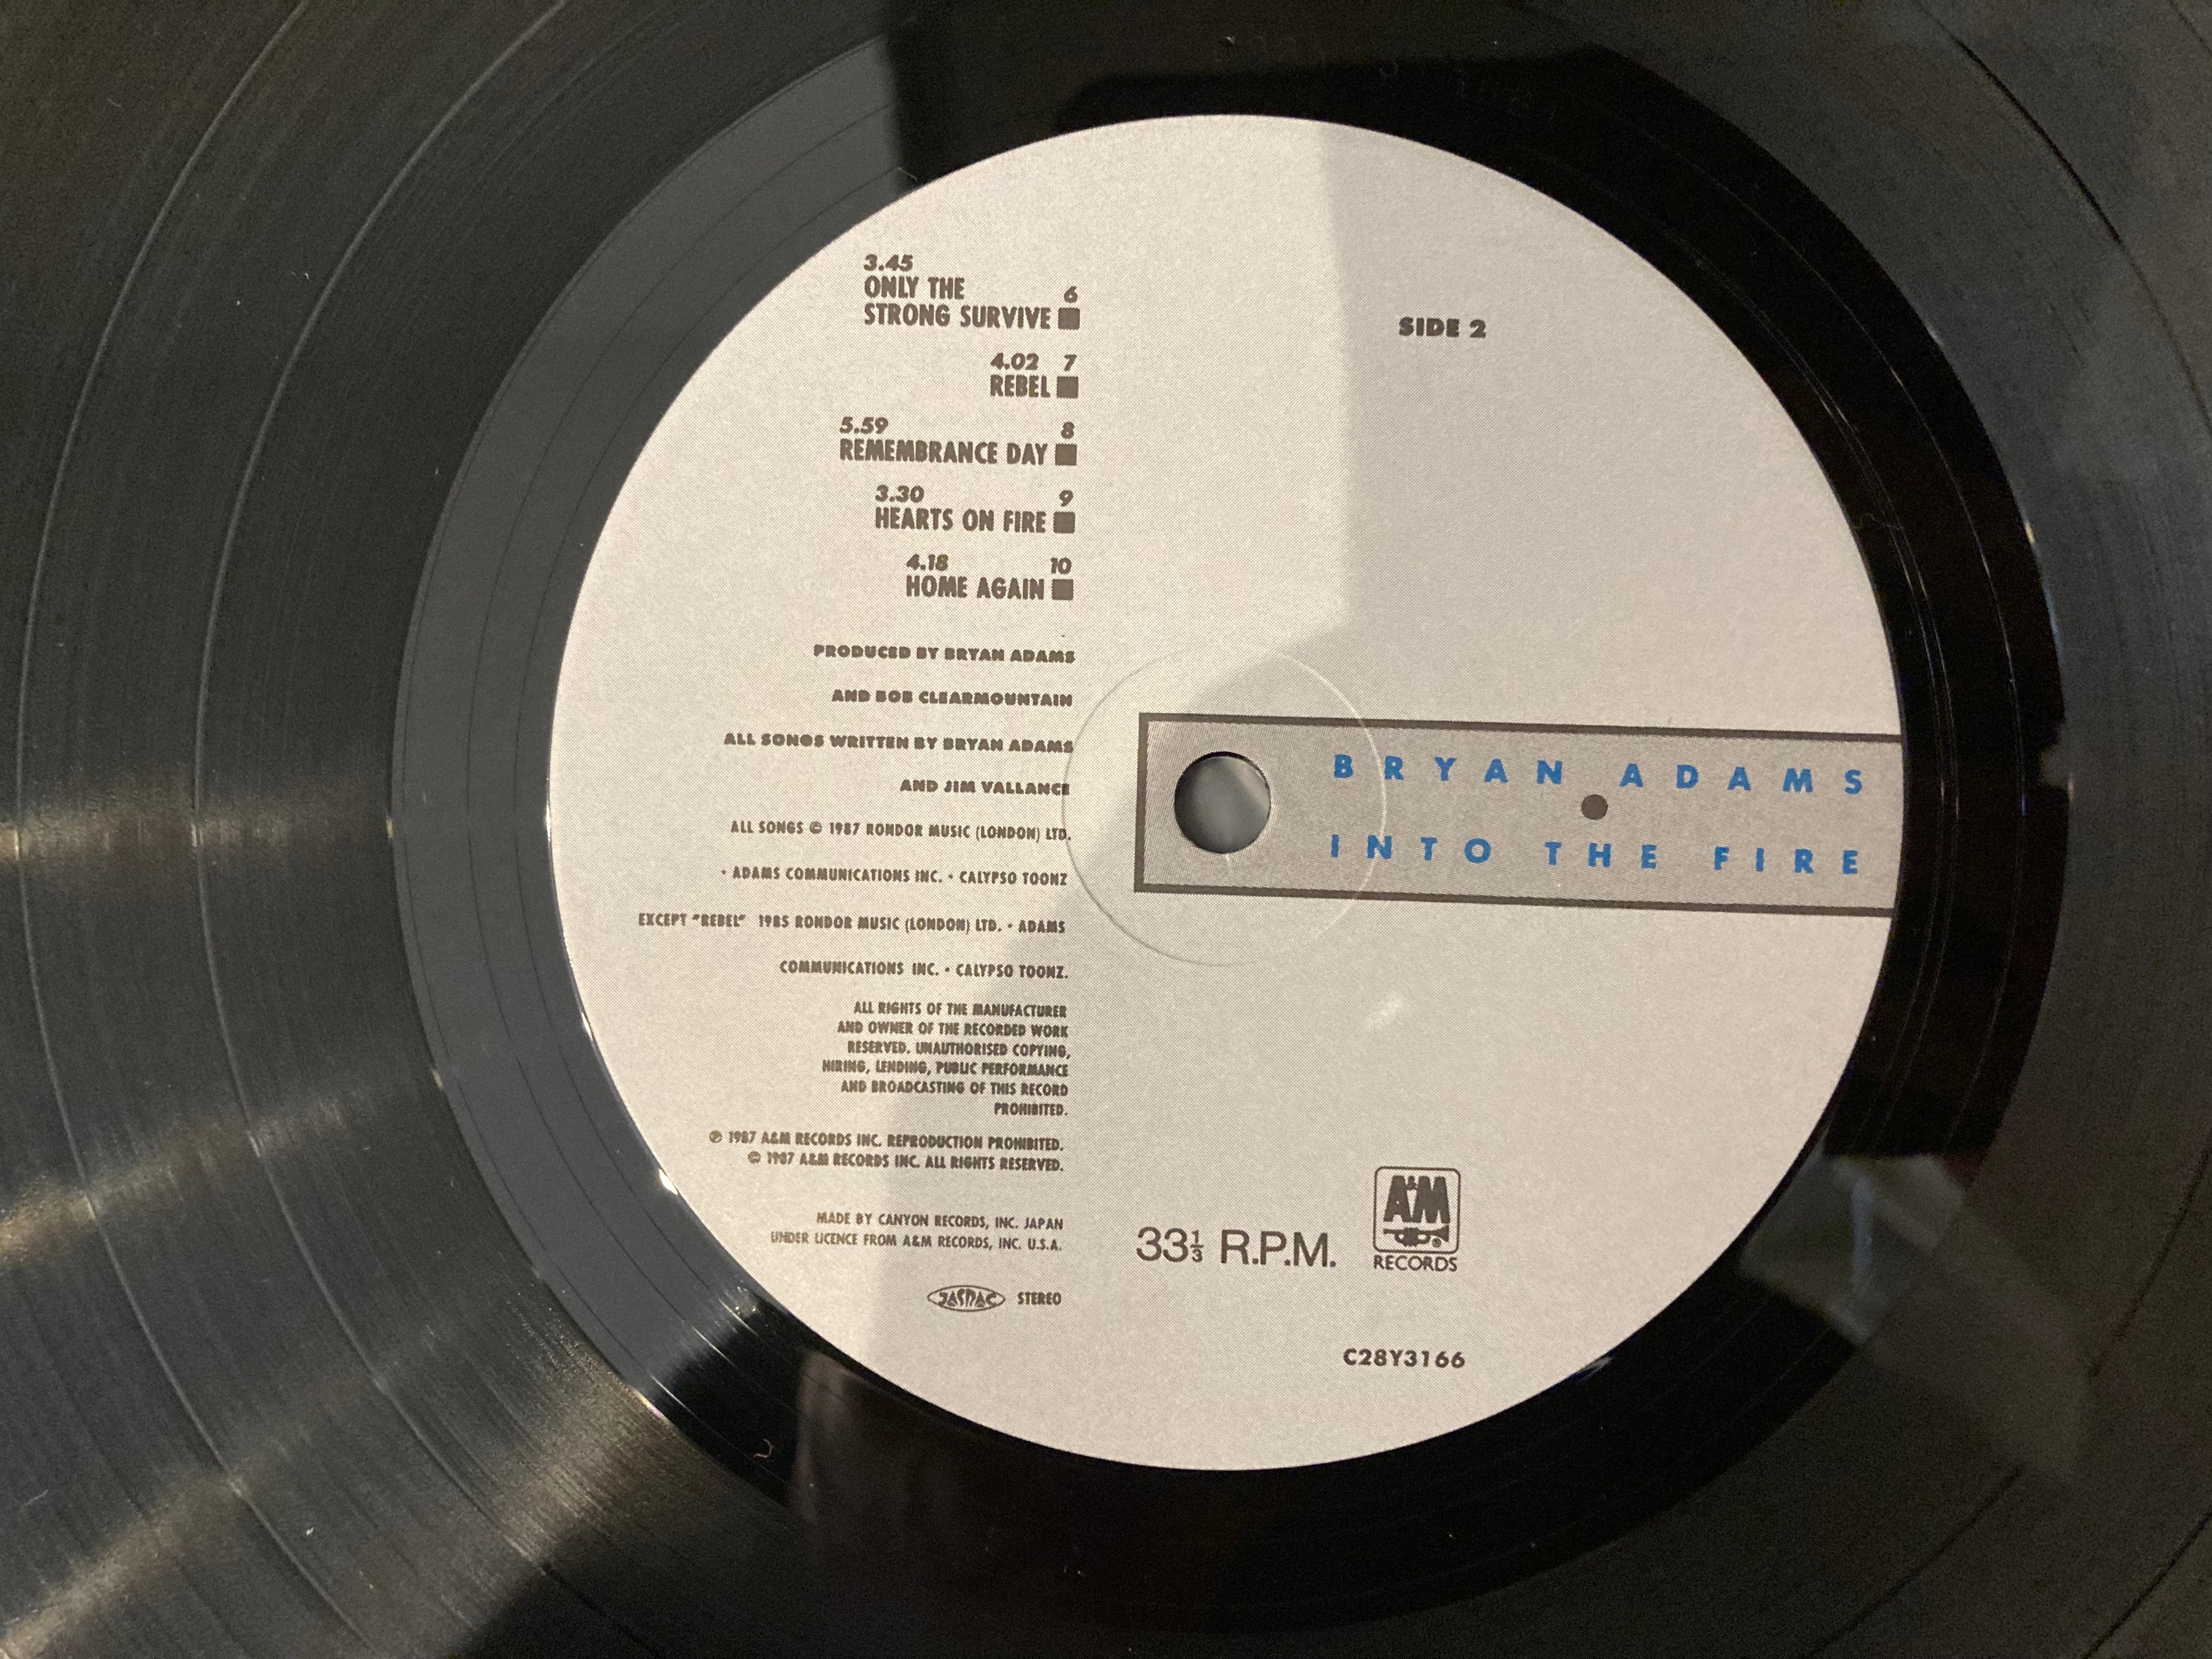 3.45
ONLY THE 6
STRONG SURVIVE
4.02 7
REBEL
5.59 8
REMEMBRANCE DAY
3.30 9
HEARTS ON FIRE
4.18 10
HOME AGAIN
PRODUCED BY BRYAN ADAMS
AND BOB CLEARMOUNTAIN
ALL SONGS WRITTEN BY BRYAN ADAMS
AND JIM VALLANCE
ALL SONGS © 1987 RONDOR MUSIC (LONDON) LTD.
• ADAMS COMMUNICATIONS INC. • CALYPSO TOONZ
EXCEPT "REBEL" 1985 RONDOR MUSIC (LONDON) LTD. • ADAMS
COMMUNICATIONS INC. • CALYPSO TOONZ.
ALL RIGHTS OF THE MANUFACTURER
AND OWNER OF THE RECORDED WORK
RESERVED. UNAUTHORISED COPYING,
HIRING, LENDING, PUBLIC PERFORMANCE
AND BROADCASTING OF THIS RECORD
PROHIBITED.
℗ 1987 A&M RECORDS INC. REPRODUCTION PROHIBITED.
© 1987 A&M RECORDS INC. ALL RIGHTS RESERVED.
MADE BY CANYON RECORDS, INC. JAPAN
UNDER LICENCE FROM A&M RECORDS, INC. U.S.A.
JASRAC STEREO
SIDE 2
BRYAN ADAMS
INTO THE FIRE
33⅓ R.P.M.
A&M
®
RECORDS
C28Y3166